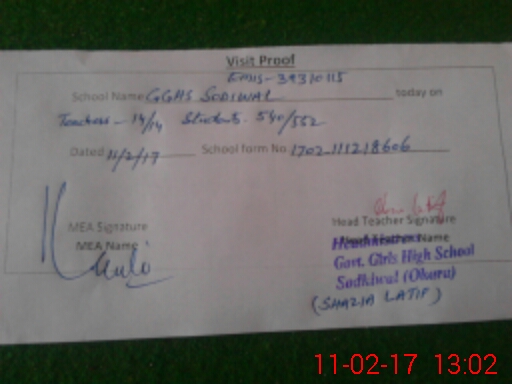 Visit Proof
EMIS - 39310115
School Name GGHS SODIWAL today on
Teachers - 14/14 Students. 540/552
Dated 11/2/17 School form No. 1702-111218606
MEA Signature
MEA Name
Head Teacher Signature
Name
Govt. Girls High School
Sodhiwal (Okara)
(SHAZIA LATIF)
11-02-17 13:02